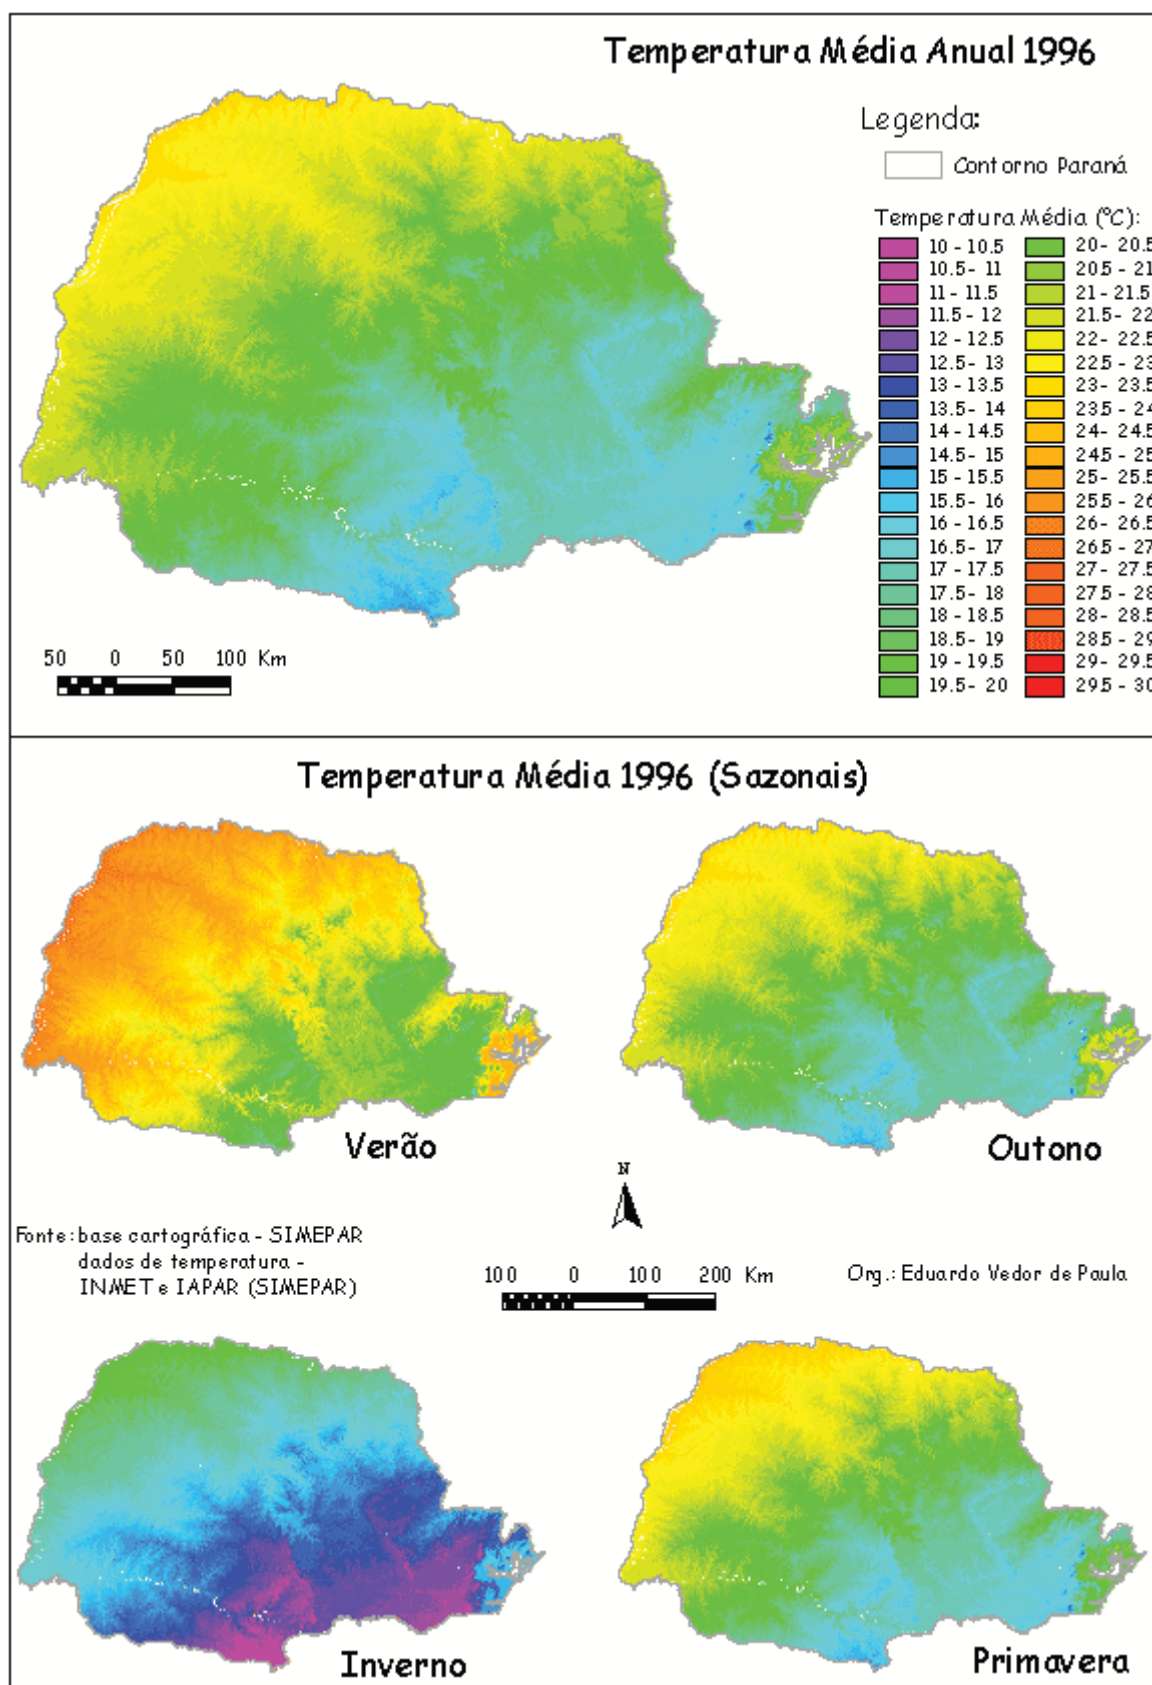 Temperatura Média Anual 1996
Legenda:
Contorno Paraná
Temperatura Média (ºC):
10 - 10.5
10.5 - 11
11 - 11.5
11.5 - 12
12 - 12.5
12.5 - 13
13 - 13.5
13.5 - 14
14 - 14.5
14.5 - 15
15 - 15.5
15.5 - 16
16 - 16.5
16.5 - 17
17 - 17.5
17.5 - 18
18 - 18.5
18.5 - 19
19 - 19.5
19.5 - 20
20 - 20.5
20.5 - 21
21 - 21.5
21.5 - 22
22 - 22.5
22.5 - 23
23 - 23.5
23.5 - 24
24 - 24.5
24.5 - 25
25 - 25.5
25.5 - 26
26 - 26.5
26.5 - 27
27 - 27.5
27.5 - 28
28 - 28.5
28.5 - 29
29 - 29.5
29.5 - 30
50 0 50 100 Km
Temperatura Média 1996 (Sazonais)
Verão
Outono
N
Fonte: base cartográfica - SIMEPAR
dados de temperatura -
INMET e IAPAR (SIMEPAR)
100 0 100 200 Km
Org.: Eduardo Vedor de Paula
Inverno
Primavera